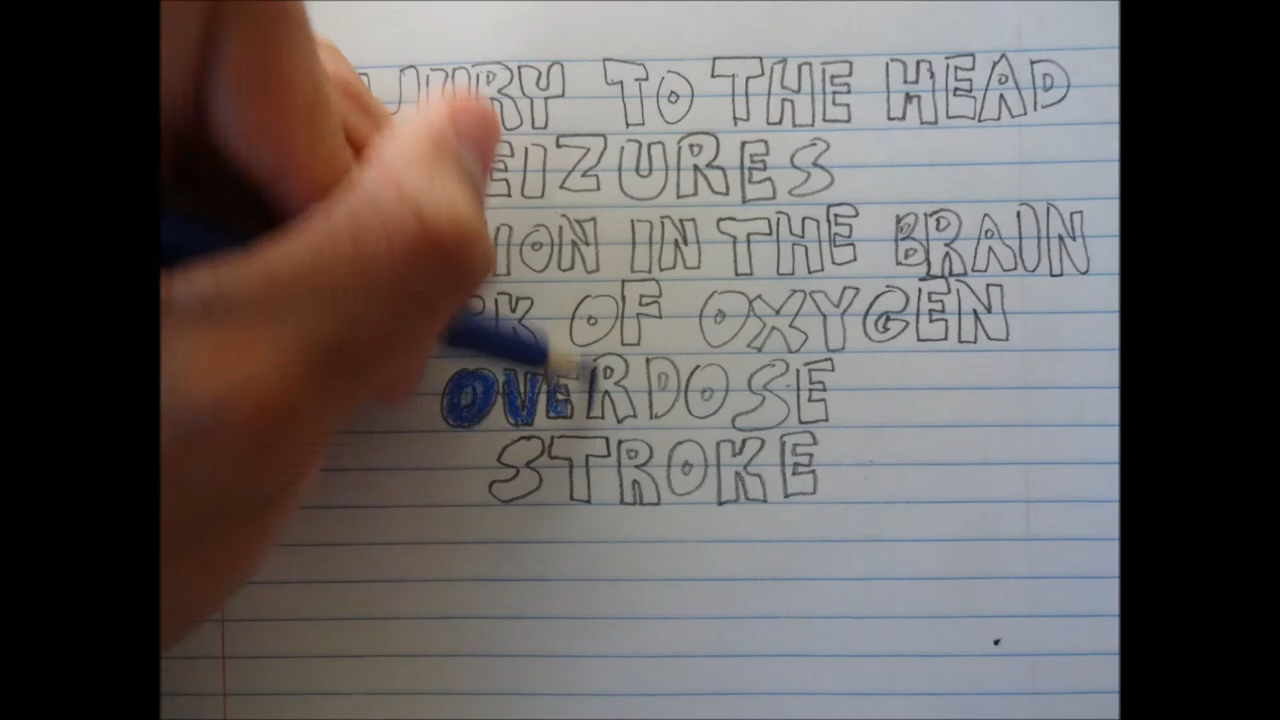 TO THE HEAD
IN THE BRAIN
OF OXYGEN
OVERDOSE
STROKE